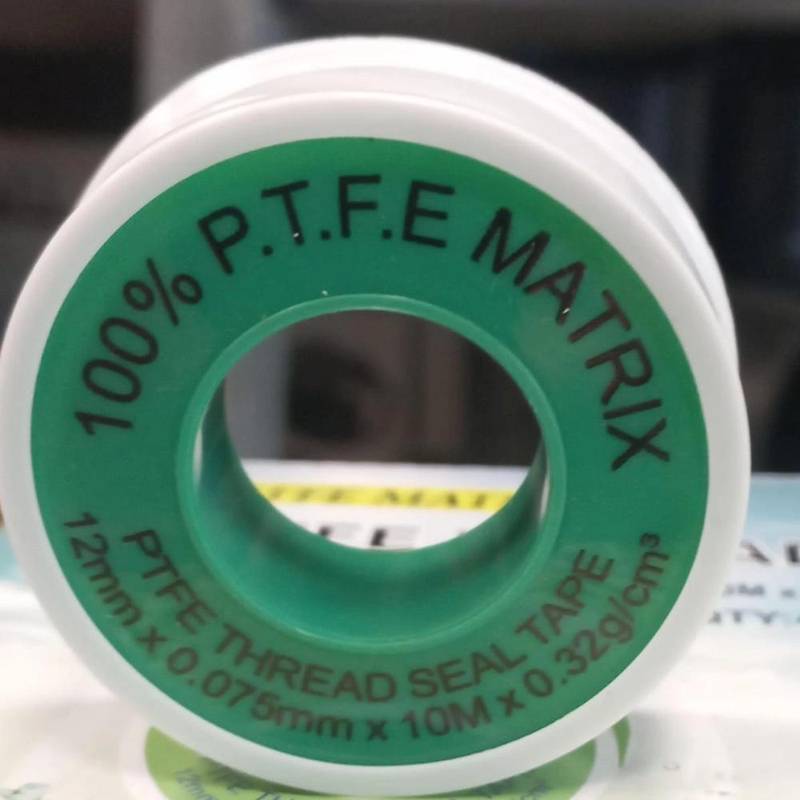 100% P.T.F.E MATRIX
PTFE THREAD SEAL TAPE
12mm x 0.075mm x 10M x 0.32g/cm³